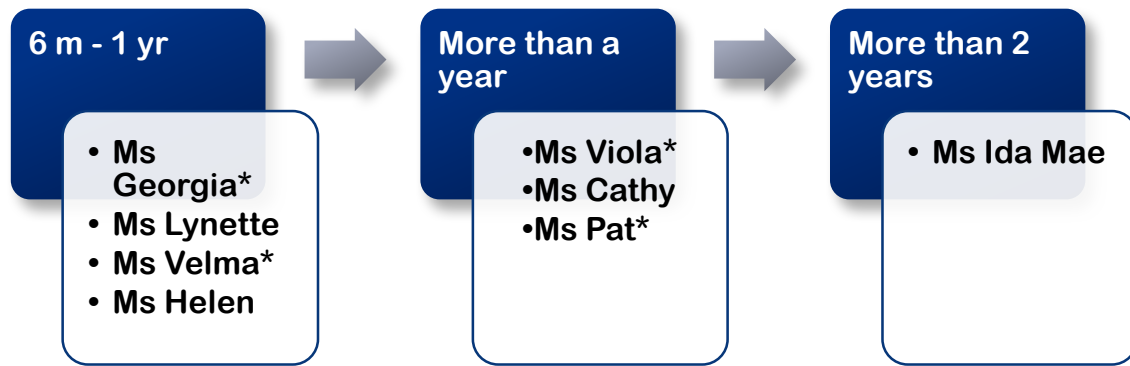 6 m - 1 yr
• Ms
Georgia*
• Ms Lynette
• Ms Velma*
• Ms Helen
More than a
year
•Ms Viola*
•Ms Cathy
•Ms Pat*
More than 2
years
• Ms Ida Mae